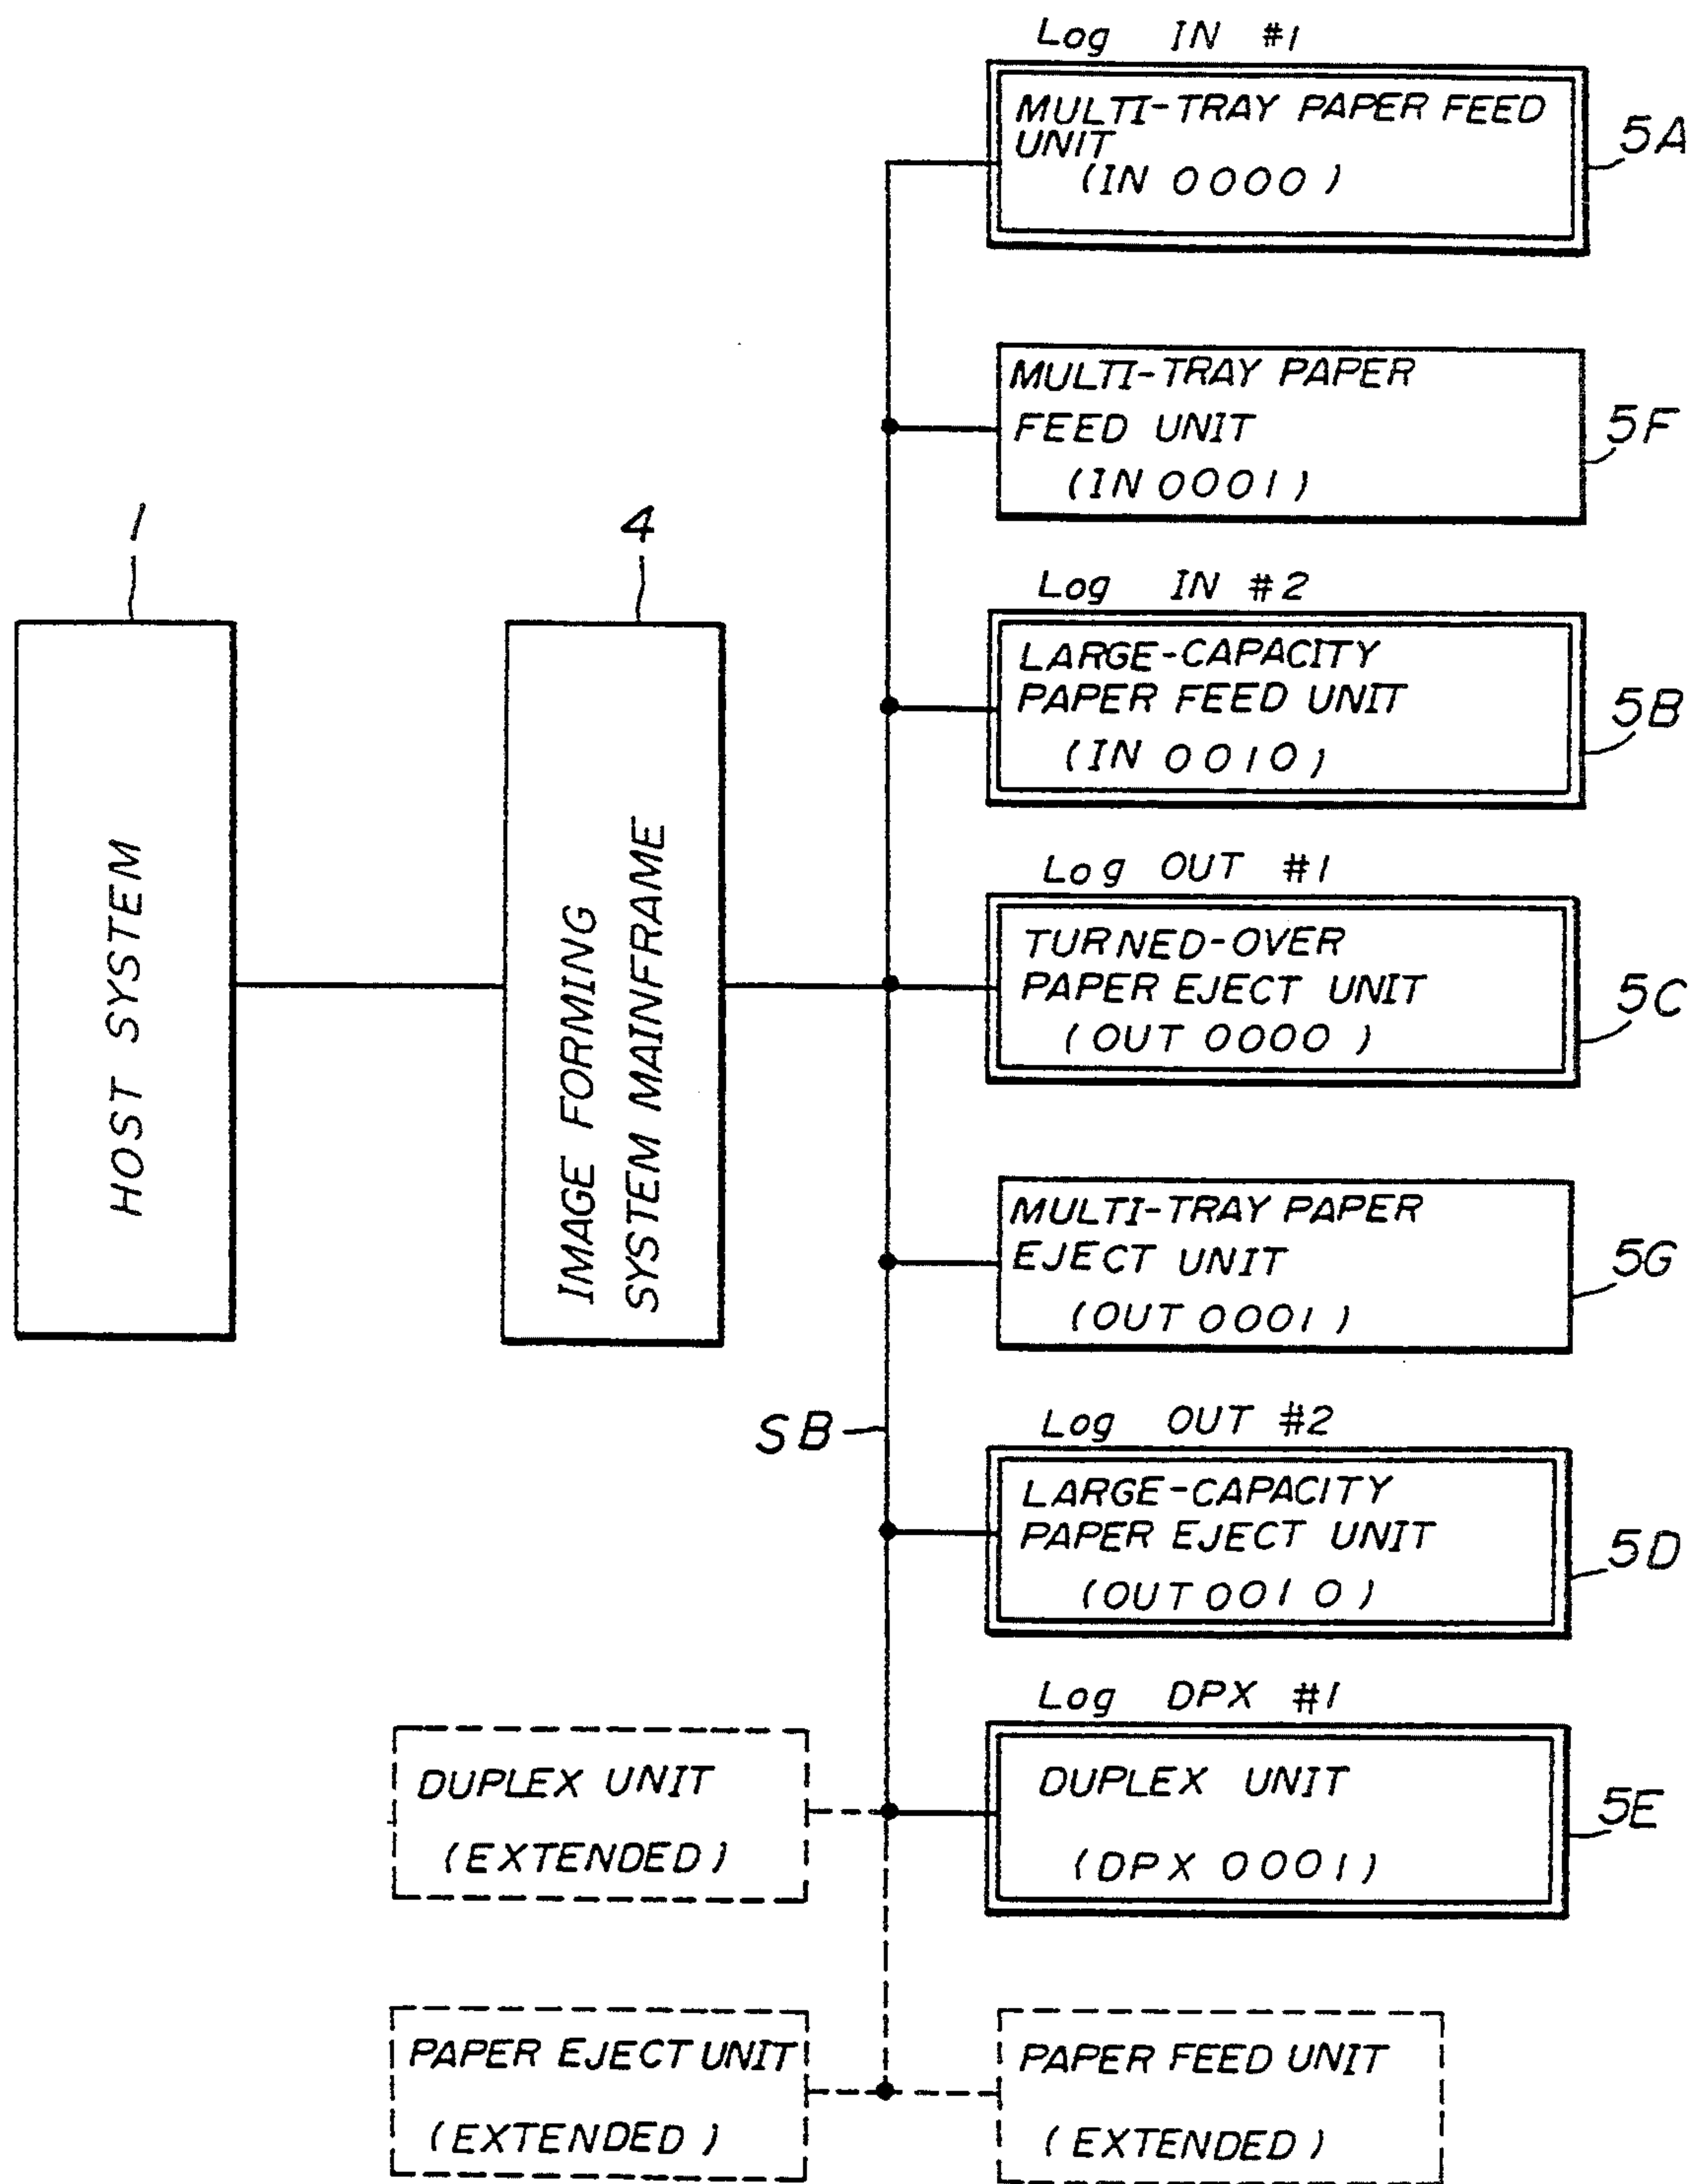 Log IN #1
MULTI-TRAY PAPER FEED
UNIT
(IN 0000)
5A
MULTI-TRAY PAPER
FEED UNIT
(IN 0001)
5F
1
4
Log IN #2
LARGE-CAPACITY
PAPER FEED UNIT
(IN 0010)
5B
HOST SYSTEM
IMAGE FORMING
SYSTEM MAINFRAME
Log OUT #1
TURNED-OVER
PAPER EJECT UNIT
(OUT 0000)
5C
MULTI-TRAY PAPER
EJECT UNIT
(OUT 0001)
5G
SB
Log OUT #2
LARGE-CAPACITY
PAPER EJECT UNIT
(OUT 0010)
5D
Log DPX #1
DUPLEX UNIT
(EXTENDED)
DUPLEX UNIT
(DPX 0001)
5E
PAPER EJECT UNIT
(EXTENDED)
PAPER FEED UNIT
(EXTENDED)